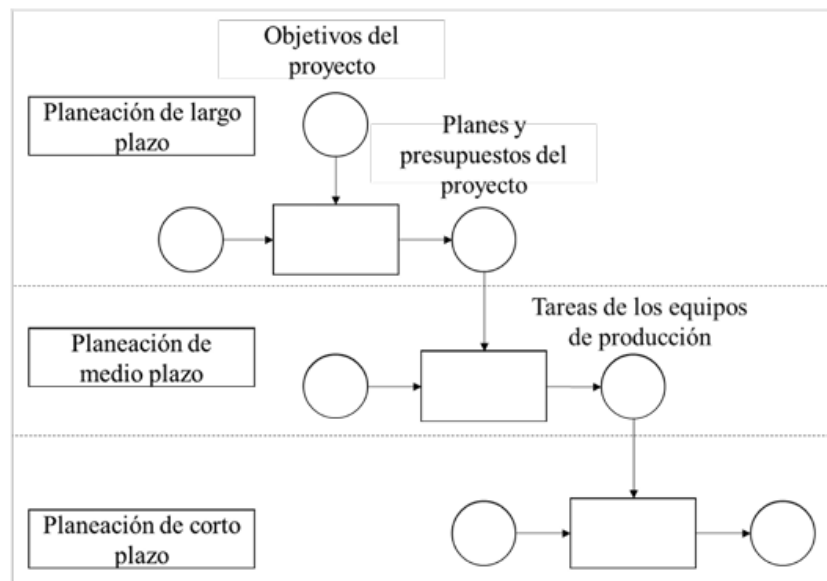 Objetivos del
proyecto
Planeación de largo
plazo
Planes y
presupuestos del
proyecto
Tareas de los equipos
de producción
Planeación de
medio plazo
Planeación de corto
plazo